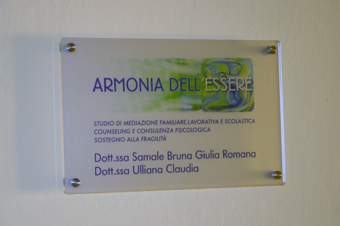 ARMONIA DELL'ESSERE
STUDIO DI MEDIAZIONE FAMILIARE, LAVORATIVA E SCOLASTICA
COUNSELING E CONSULENZA PSICOLOGICA
SOSTEGNO ALLA FRAGILITÀ
Dott.ssa Samale Bruna Giulia Romana
Dott.ssa Ulliana Claudia